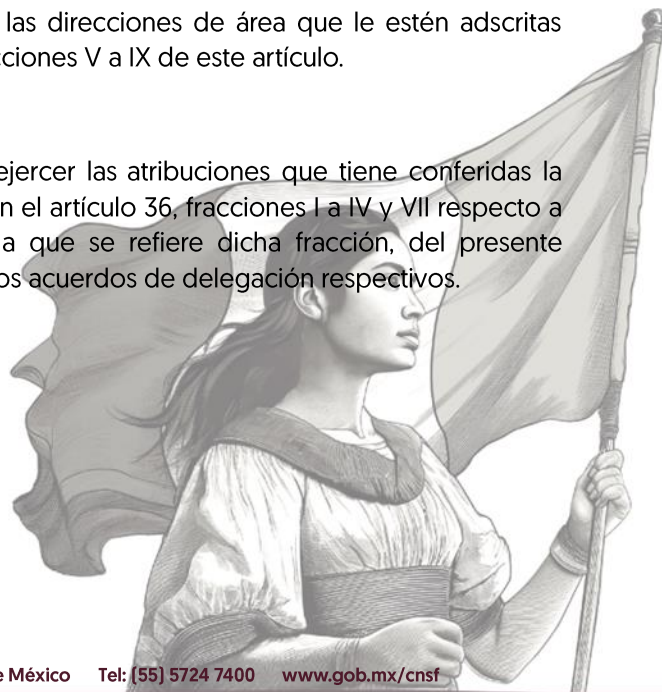 las direcciones de área que le estén adscritas
cciones V a IX de este artículo.
ejercer las atribuciones que tiene conferidas la
n el artículo 36, fracciones I a IV y VII respecto a
a que se refiere dicha fracción, del presente
os acuerdos de delegación respectivos.
e México Tel: (55) 5724 7400 www.gob.mx/cnsf